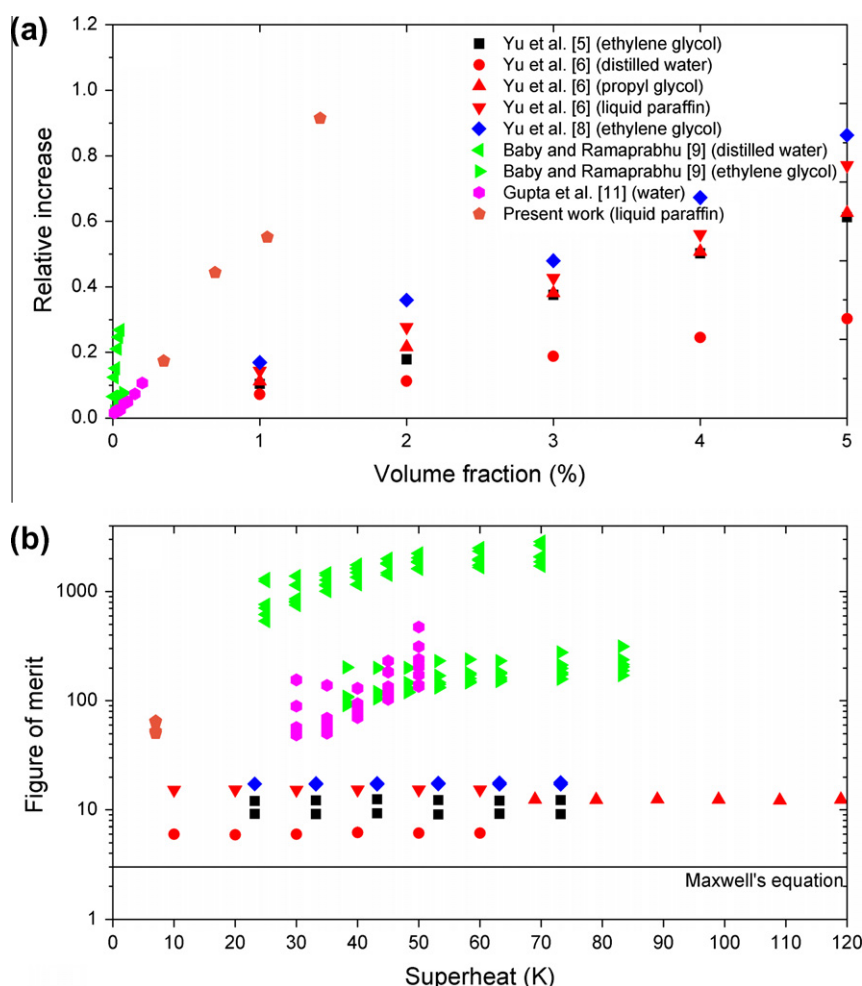 (a)
1.2
1.0
0.8
0.6
0.4
0.2
0.0
Relative increase
Yu et al. [5] (ethylene glycol)
Yu et al. [6] (distilled water)
Yu et al. [6] (propyl glycol)
Yu et al. [6] (liquid paraffin)
Yu et al. [8] (ethylene glycol)
Baby and Ramaprabhu [9] (distilled water)
Baby and Ramaprabhu [9] (ethylene glycol)
Gupta et al. [11] (water)
Present work (liquid paraffin)
0 1 2 3 4 5
Volume fraction (%)
(b)
1000
100
10
1
Figure of merit
Maxwell's equation
0 10 20 30 40 50 60 70 80 90 100 110 120
Superheat (K)